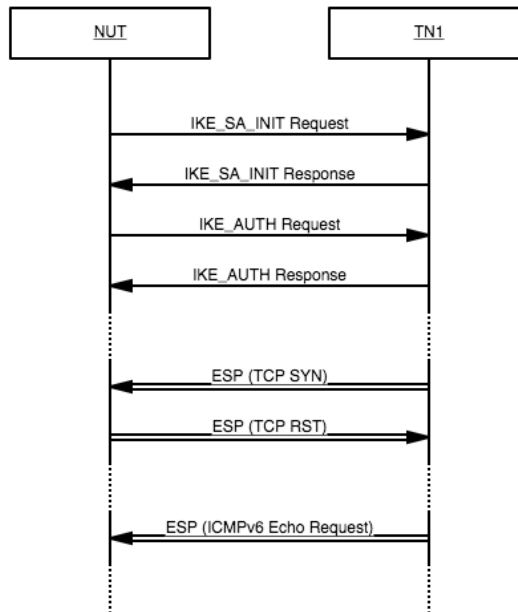 NUT
TN1
IKE_SA_INIT Request
IKE_SA_INIT Response
IKE_AUTH Request
IKE_AUTH Response
ESP (TCP SYN)
ESP (TCP RST)
ESP (ICMPv6 Echo Request)